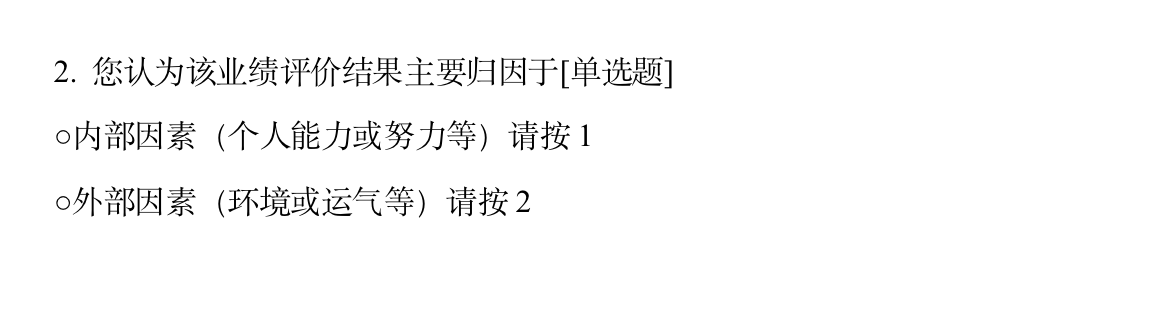 2. 您认为该业绩评价结果主要归因于[单选题]
○内部因素（个人能力或努力等）请按 1
○外部因素（环境或运气等）请按 2